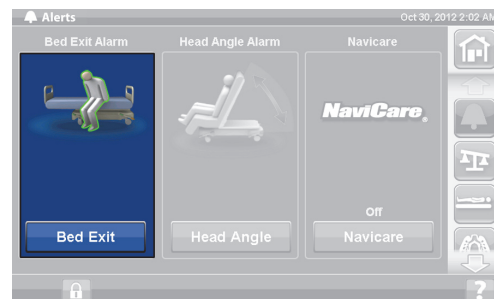 Alerts
Oct 30, 2012 2:02 AM
Bed Exit Alarm
Head Angle Alarm
Navicare
NaviCare®
Off
Bed Exit
Head Angle
Navicare
?